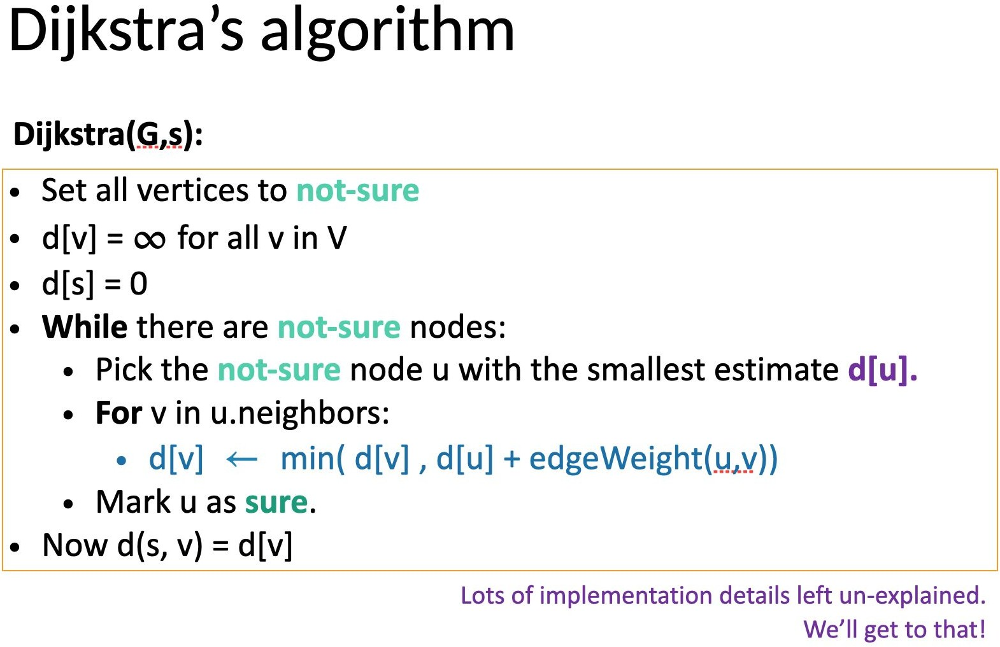 Dijkstra’s algorithm
Dijkstra(G,s):
• Set all vertices to not-sure
• d[v] = ∞ for all v in V
• d[s] = 0
• While there are not-sure nodes:
• Pick the not-sure node u with the smallest estimate d[u].
• For v in u.neighbors:
• d[v] ← min( d[v] , d[u] + edgeWeight(u,v))
• Mark u as sure.
• Now d(s, v) = d[v]
Lots of implementation details left un-explained.
We’ll get to that!